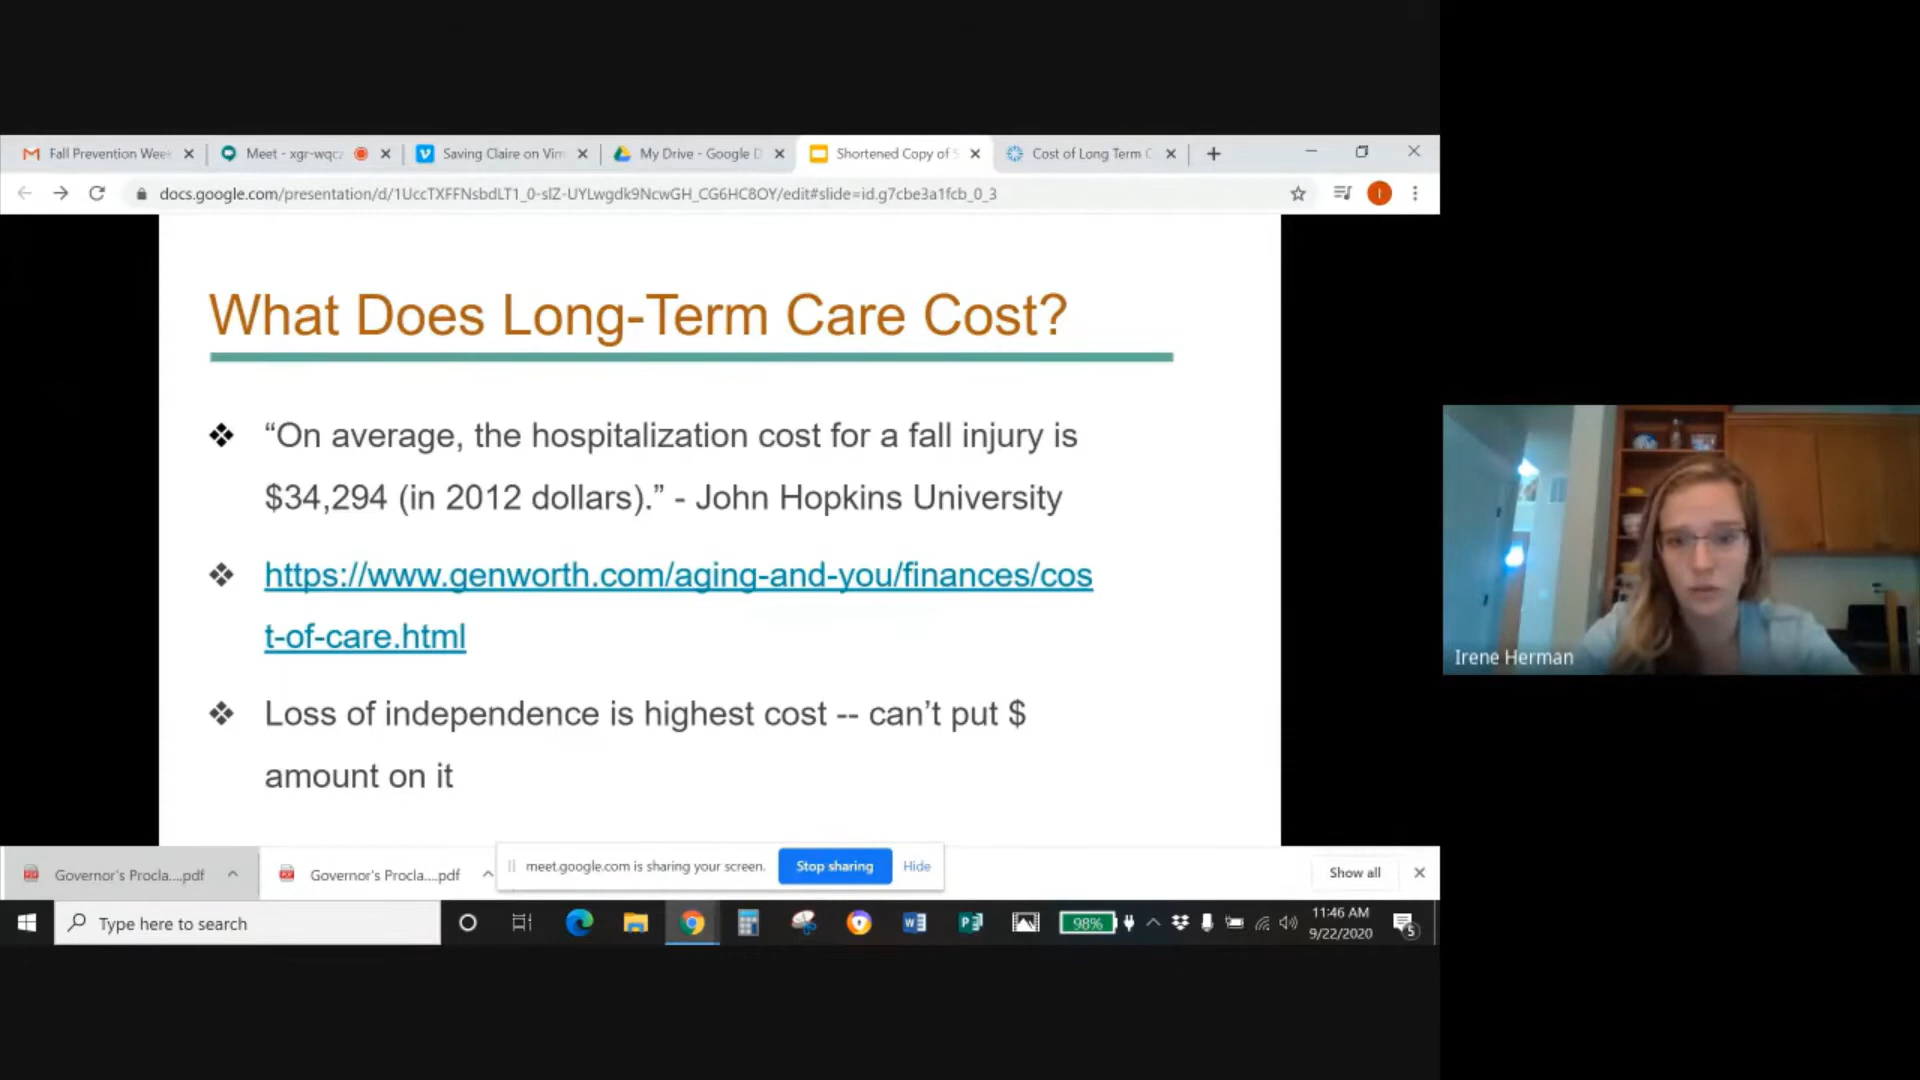 Fall Prevention Week
Meet - xgr-wqcz
Saving Claire on Vim
My Drive - Google D
Shortened Copy of S
Cost of Long Term C
docs.google.com/presentation/d/1UccTXFFNsbdLT1_0-slZ-UYLwgdk9NcwGH_CG6HC8OY/edit#slide=id.g7cbe3a1fcb_0_3
What Does Long-Term Care Cost?
“On average, the hospitalization cost for a fall injury is
$34,294 (in 2012 dollars).” - John Hopkins University
https://www.genworth.com/aging-and-you/finances/cos
t-of-care.html
Loss of independence is highest cost -- can’t put $
amount on it
Irene Herman
Governor's Procla....pdf
Governor's Procla....pdf
meet.google.com is sharing your screen.
Stop sharing
Hide
Show all
Type here to search
98%
11:46 AM
9/22/2020
5